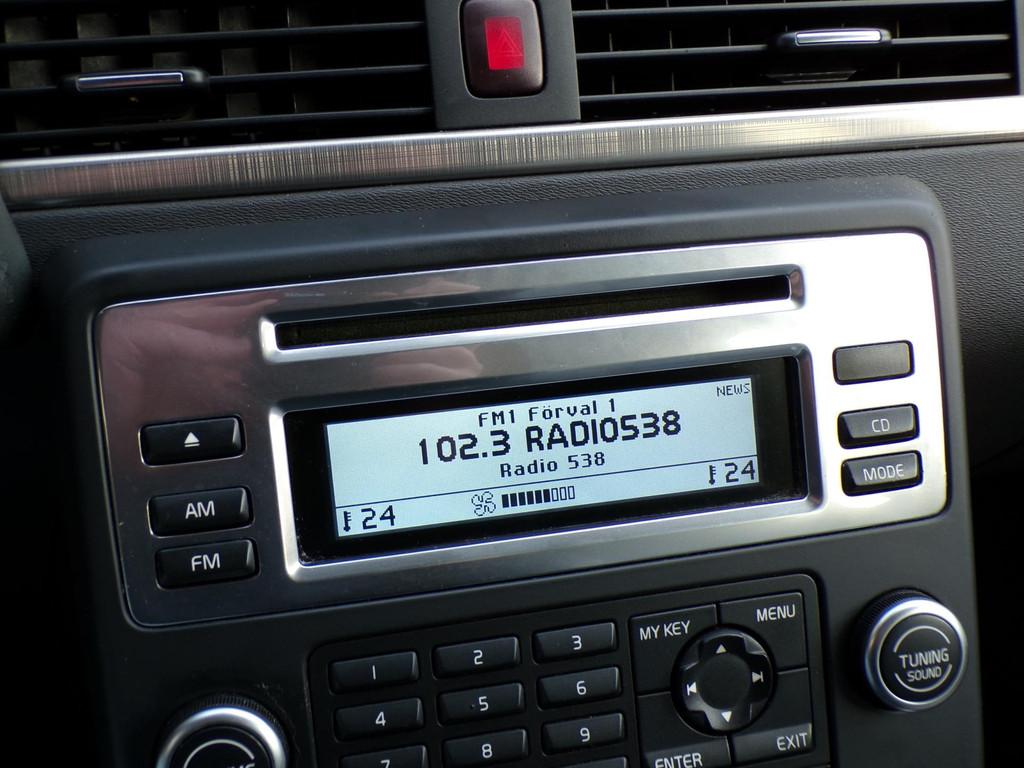 NEWS
FM1 Förval 1
102.3 RADIO538
Radio 538
24
24
CD
MODE
AM
FM
1
2
3
4
5
6
7
8
9
MY KEY
MENU
ENTER
EXIT
TUNING
SOUND